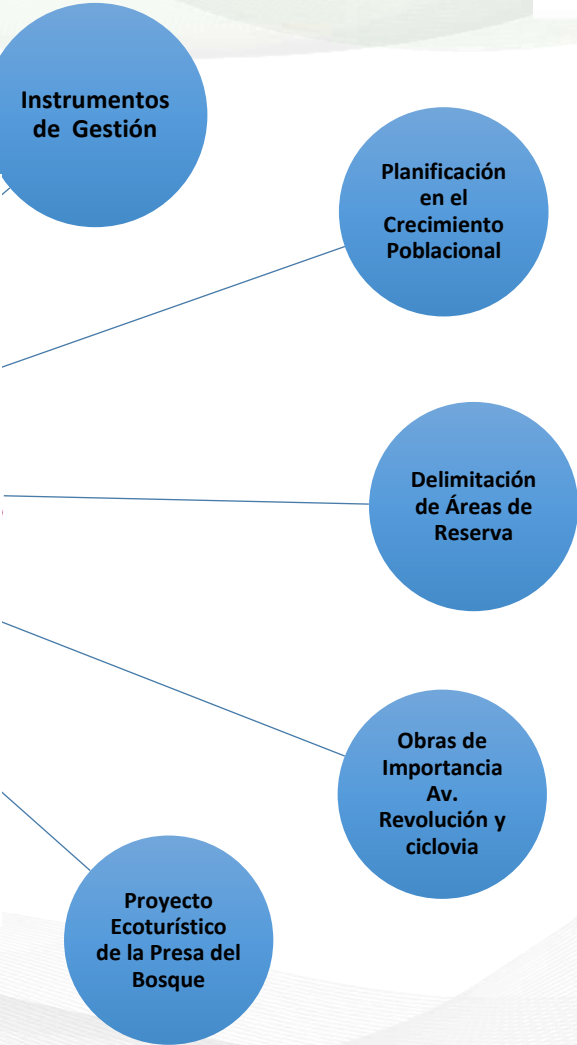 Instrumentos
de Gestión
Planificación
en el
Crecimiento
Poblacional
Delimitación
de Áreas de
Reserva
Obras de
Importancia
Av.
Revolución y
ciclovia
Proyecto
Ecoturístico
de la Presa del
Bosque